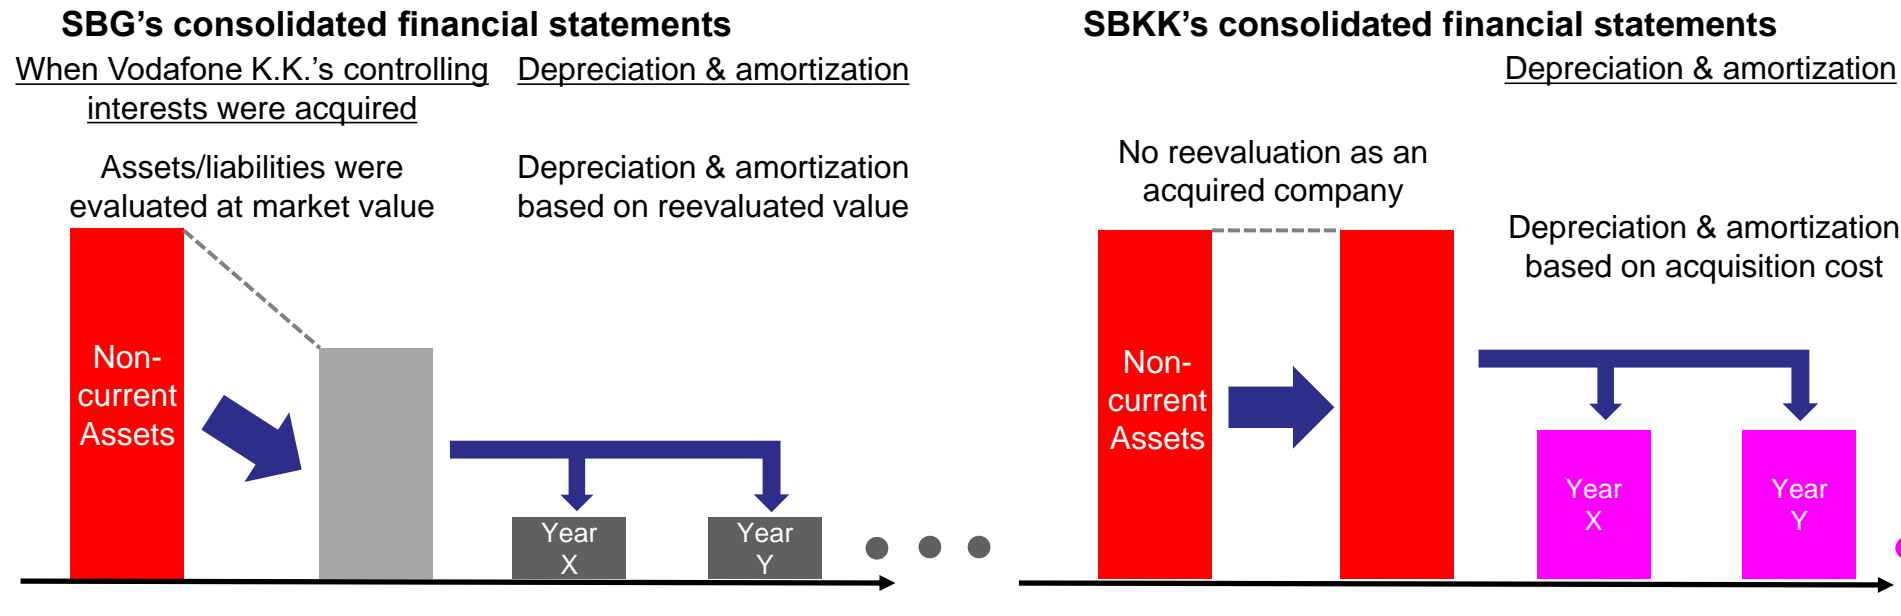 SBG's consolidated financial statements
When Vodafone K.K.'s controlling
interests were acquired
Depreciation & amortization
Assets/liabilities were
evaluated at market value
Depreciation & amortization
based on reevaluated value
Non-
current
Assets
Year
X
Year
Y
SBKK's consolidated financial statements
Depreciation & amortization
No reevaluation as an
acquired company
Depreciation & amortization
based on acquisition cost
Non-
current
Assets
Year
X
Year
Y